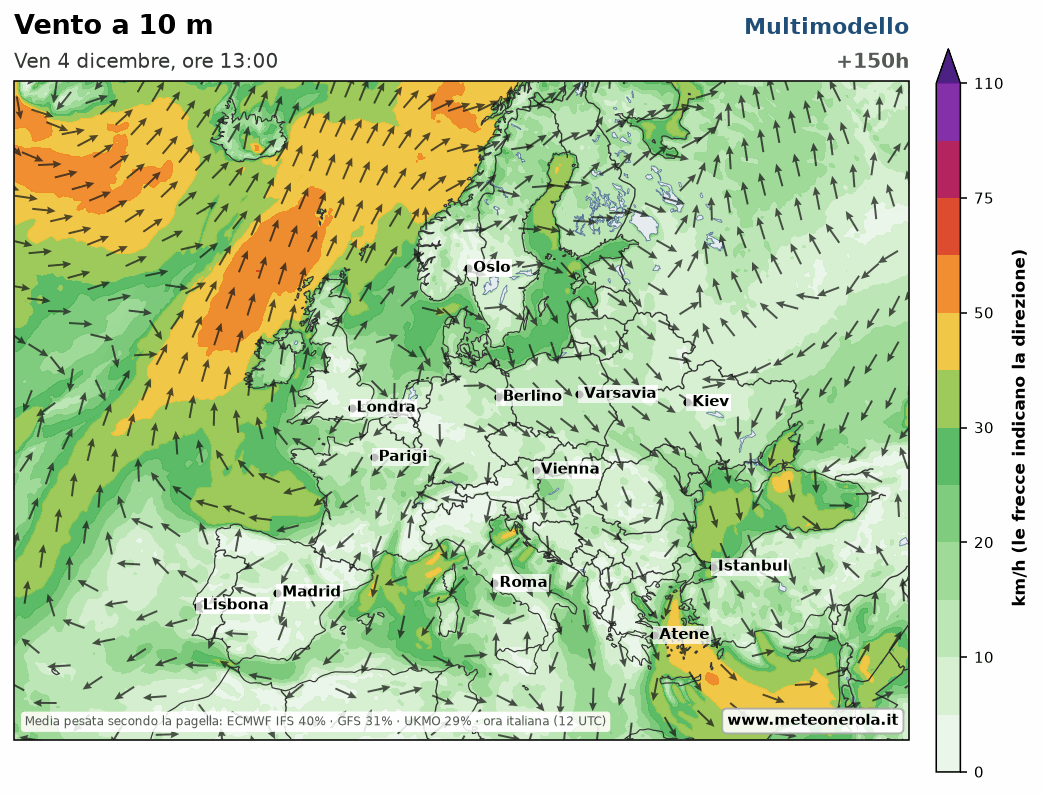 Vento a 10 m
Multimodello
Ven 4 dicembre, ore 13:00
+150h
110
75
50
30
20
10
0
km/h (le frecce indicano la direzione)
Oslo
Berlino
Varsavia
Kiev
Londra
Parigi
Vienna
Istanbul
Roma
Madrid
Lisbona
Atene
Media pesata secondo la pagella: ECMWF IFS 40% · GFS 31% · UKMO 29% · ora italiana (12 UTC)
www.meteonerola.it